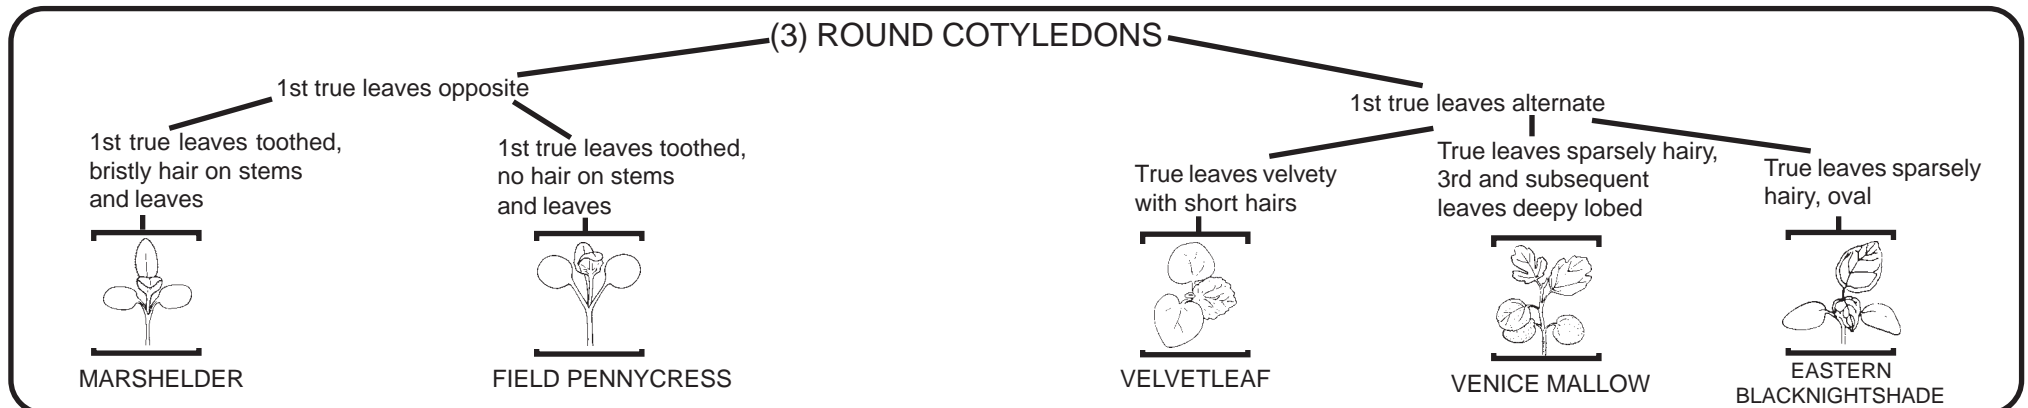 (3) ROUND COTYLEDONS
1st true leaves opposite
1st true leaves toothed,
bristly hair on stems
and leaves
MARSHELDER
1st true leaves toothed,
no hair on stems
and leaves
FIELD PENNYCRESS
1st true leaves alternate
True leaves velvety
with short hairs
VELVETLEAF
True leaves sparsely hairy,
3rd and subsequent
leaves deepy lobed
VENICE MALLOW
True leaves sparsely
hairy, oval
EASTERN
BLACKNIGHTSHADE